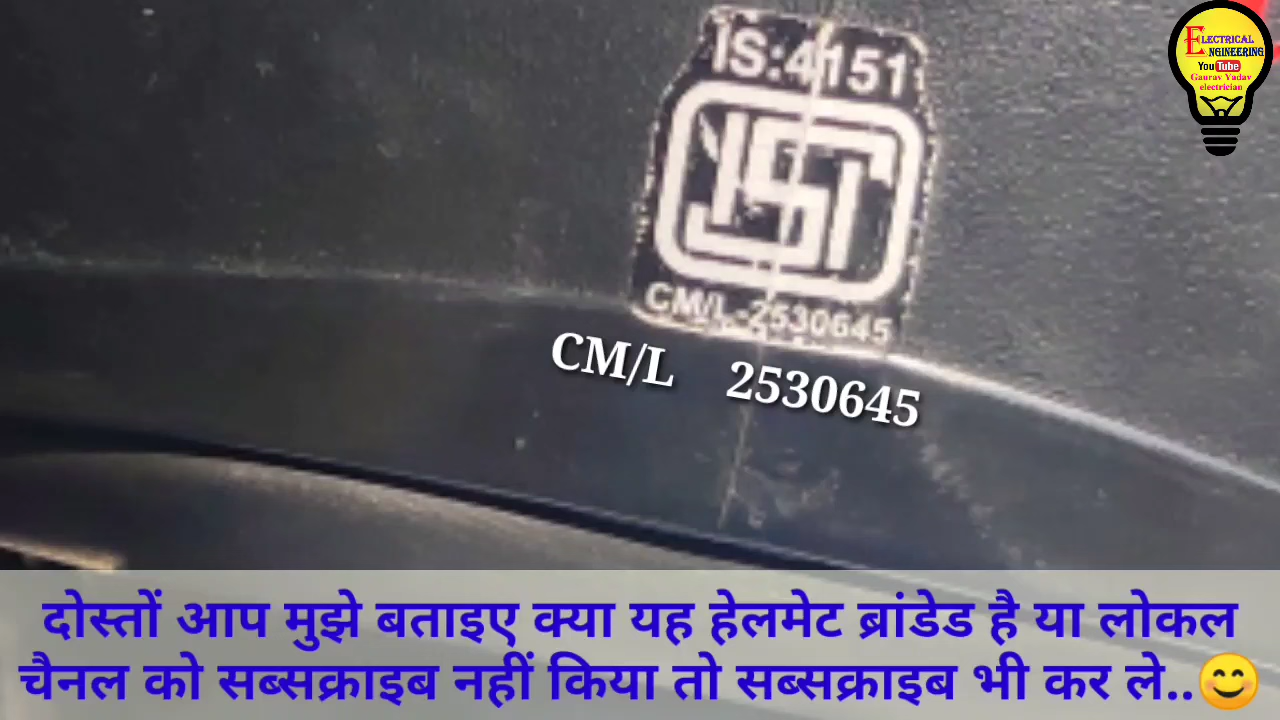 IS:4151
ISI
CM/L-2530645
CM/L 2530645
ELECTRICAL
ENGINEERING
YouTube
Gaurav Yadav
electrician
दोस्तों आप मुझे बताइए क्या यह हेलमेट ब्रांडेड है या लोकल
चैनल को सब्सक्राइब नहीं किया तो सब्सक्राइब भी कर ले..😊